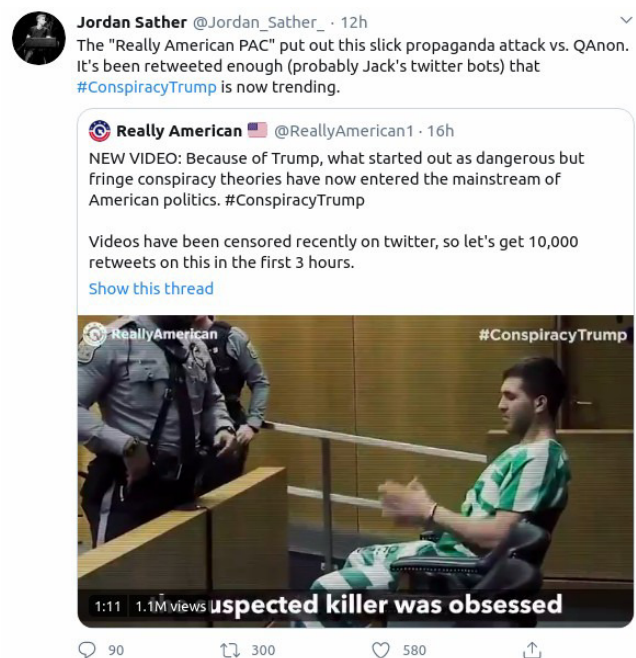 Jordan Sather @Jordan_Sather_ · 12h
The "Really American PAC" put out this slick propaganda attack vs. QAnon.
It's been retweeted enough (probably Jack's twitter bots) that
#ConspiracyTrump is now trending.
Really American 🇺🇸 @ReallyAmerican1 · 16h
NEW VIDEO: Because of Trump, what started out as dangerous but
fringe conspiracy theories have now entered the mainstream of
American politics. #ConspiracyTrump
Videos have been censored recently on twitter, so let's get 10,000
retweets on this in the first 3 hours.
Show this thread
ReallyAmerican
#ConspiracyTrump
1:11 1.1M views
killer was obsessed
90 300 580